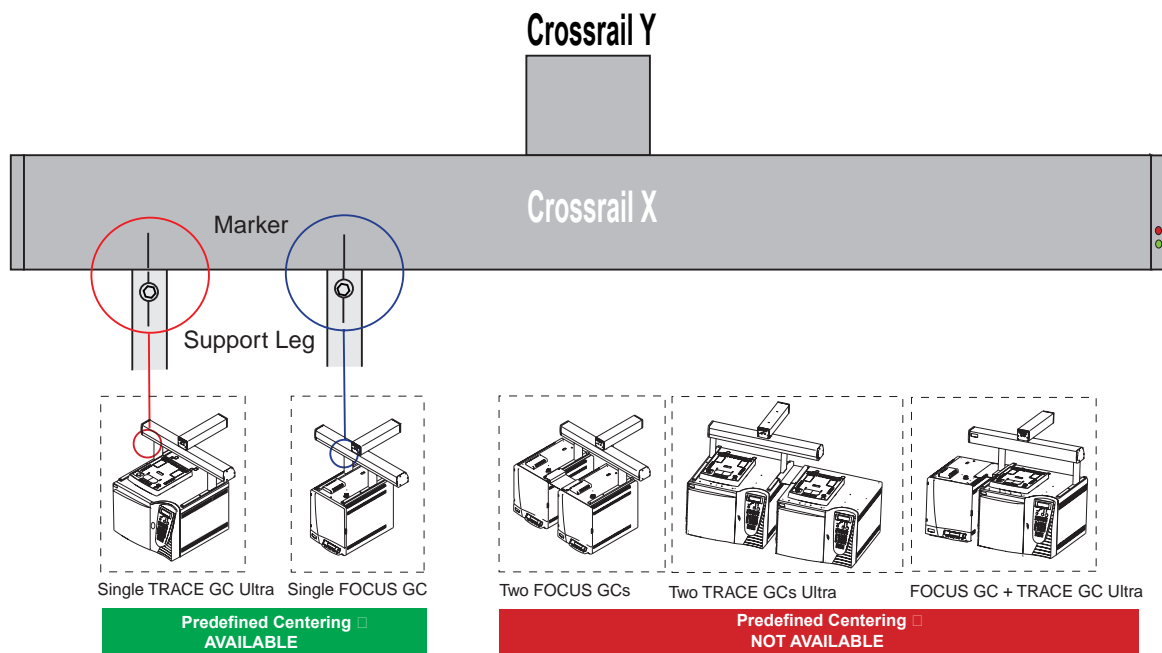 Crossrail Y
Crossrail X
Marker
Support Leg
Single TRACE GC Ultra
Single FOCUS GC
Two FOCUS GCs
Two TRACE GCs Ultra
FOCUS GC + TRACE GC Ultra
Predefined Centering
AVAILABLE
Predefined Centering
NOT AVAILABLE